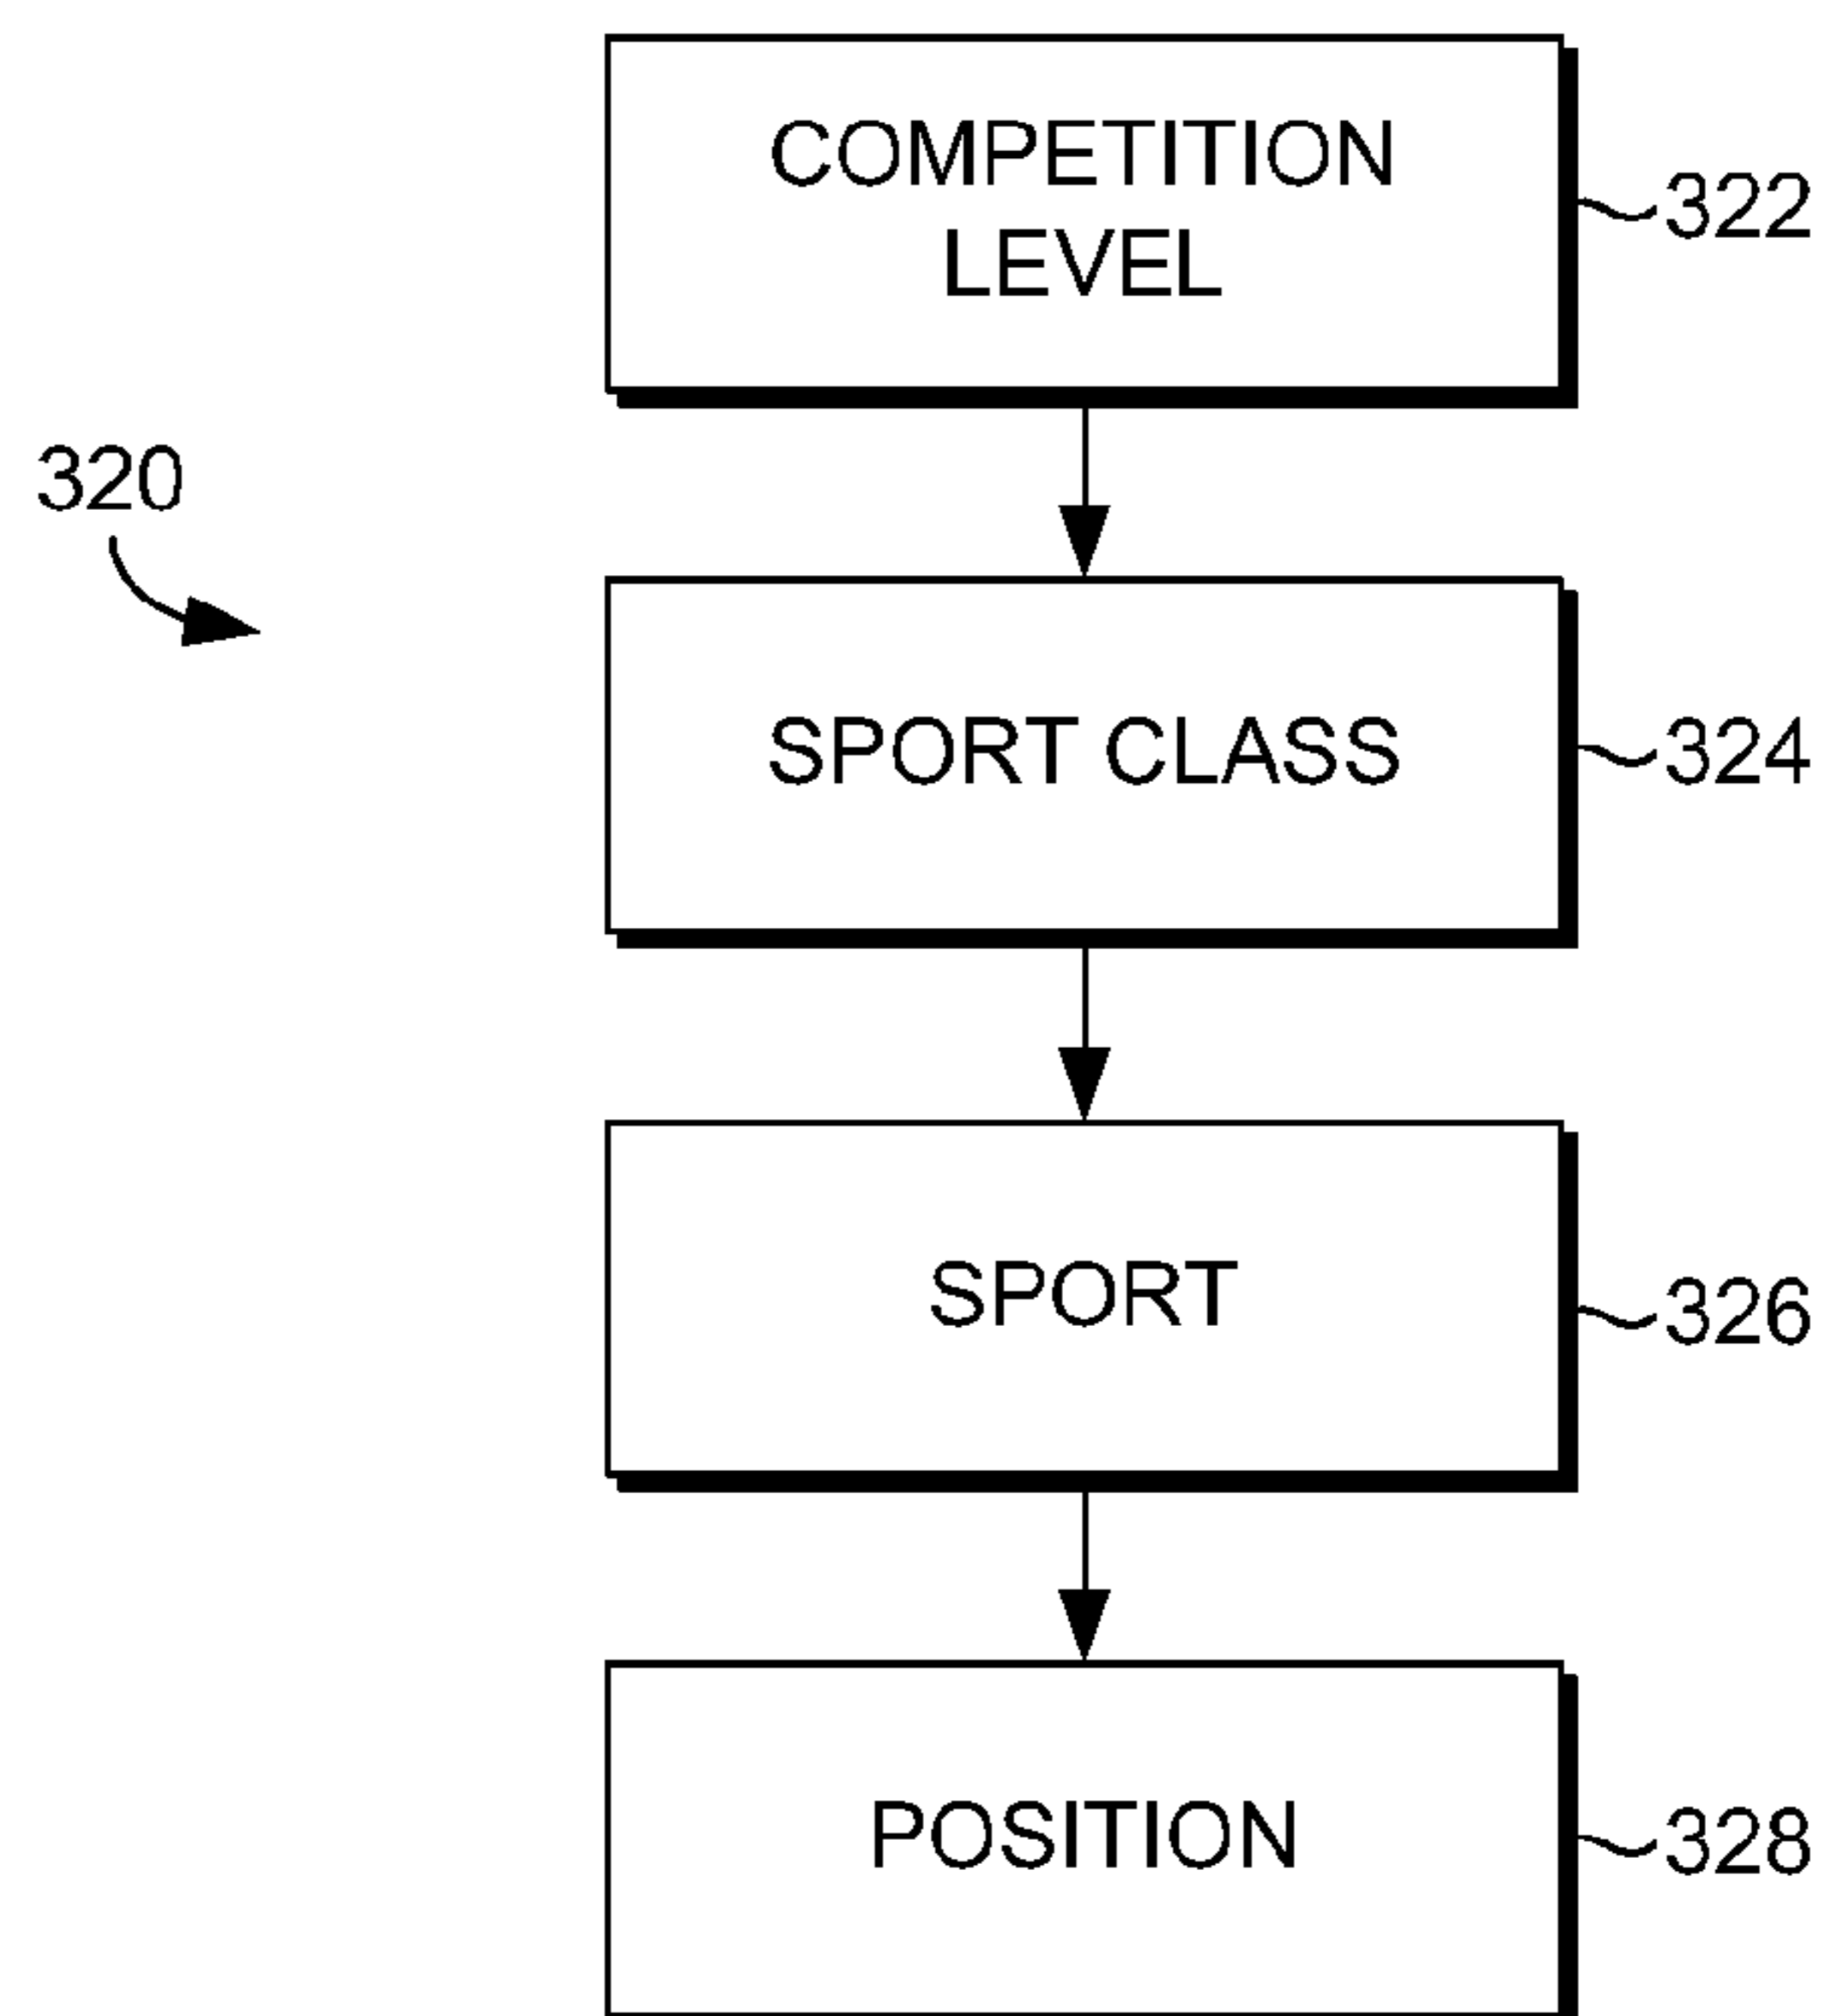 COMPETITION
LEVEL
322
320
SPORT CLASS
324
SPORT
326
POSITION
328